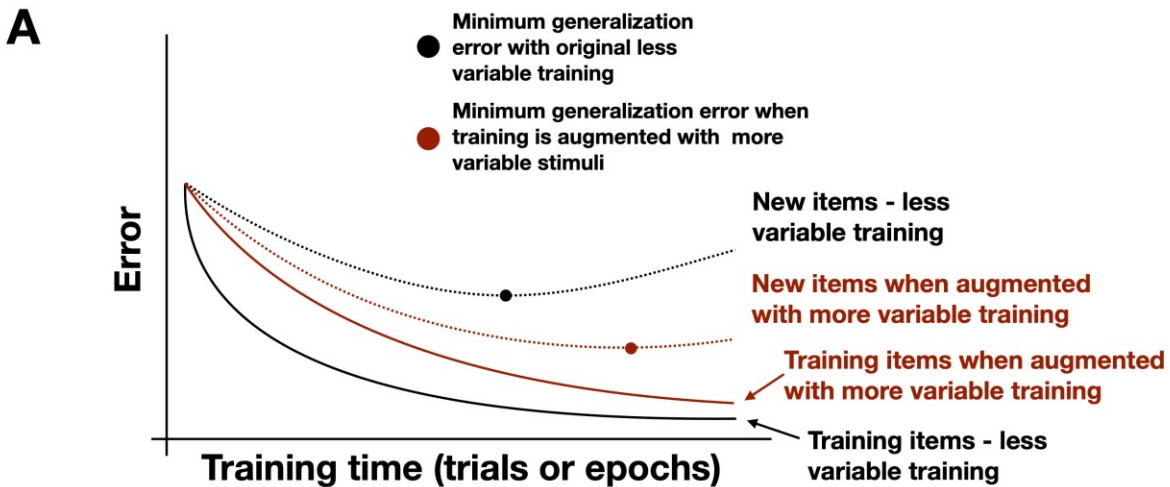 A
Minimum generalization
error with original less
variable training
Minimum generalization error when
training is augmented with more
variable stimuli
Error
New items - less
variable training
New items when augmented
with more variable training
Training items when augmented
with more variable training
Training items - less
variable training
Training time (trials or epochs)